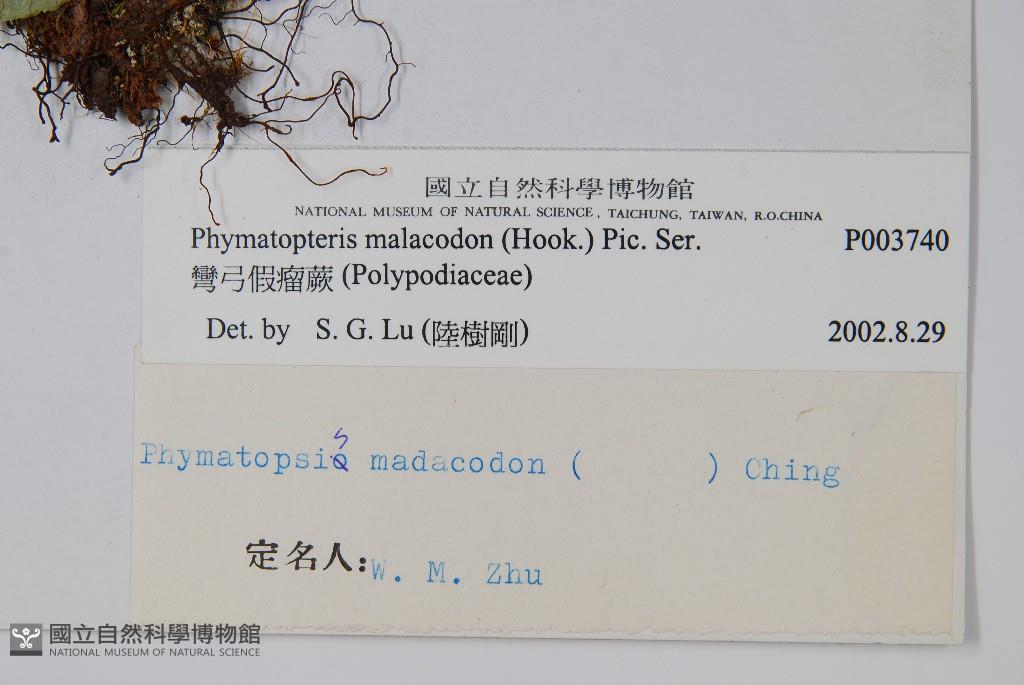 國立自然科學博物館
NATIONAL MUSEUM OF NATURAL SCIENCE, TAICHUNG, TAIWAN, R.O.CHINA
Phymatopteris malacodon (Hook.) Pic. Ser. P003740
彎弓假瘤蕨 (Polypodiaceae)
Det. by S. G. Lu (陸樹剛) 2002.8.29
Phymatopsis madacodon ( ) Ching
定名人: W. M. Zhu
國立自然科學博物館
NATIONAL MUSEUM OF NATURAL SCIENCE